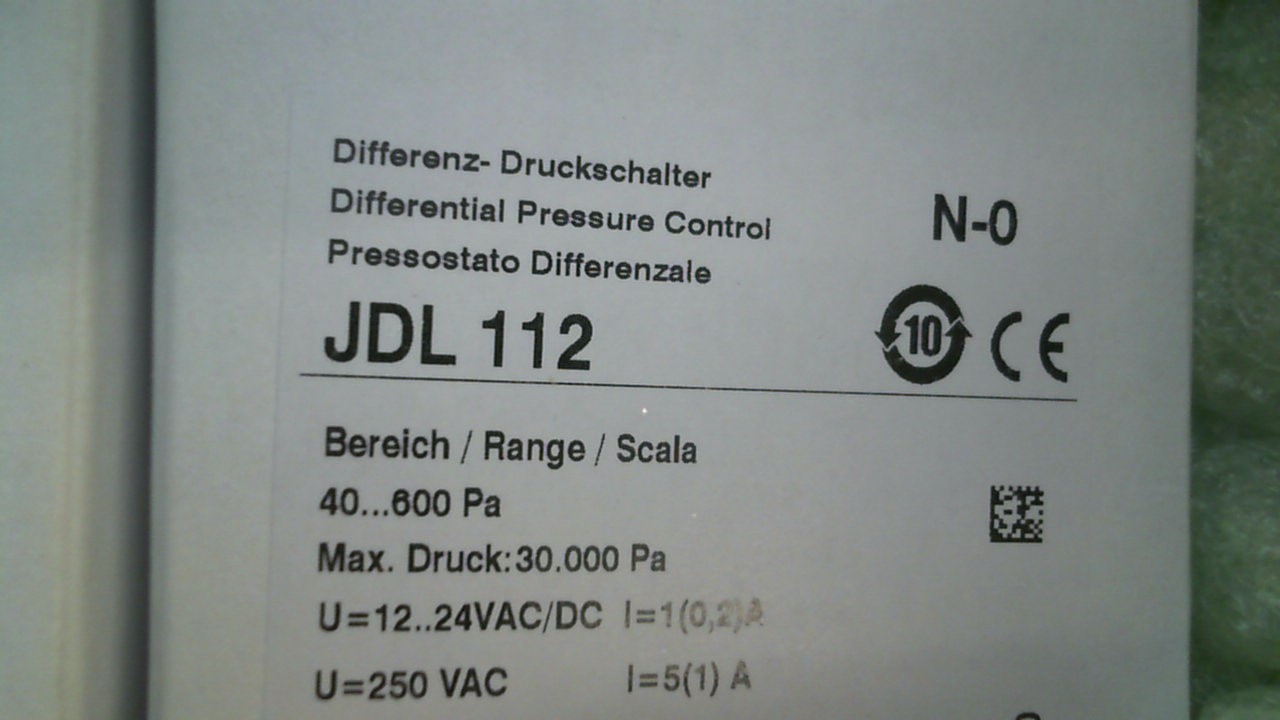 Differenz- Druckschalter
Differential Pressure Control
Pressostato Differenzale
N-0
JDL 112
10 CE
Bereich / Range / Scala
40...600 Pa
Max. Druck:30.000 Pa
U=12..24VAC/DC I=1(0,2)A
U=250 VAC I=5(1) A